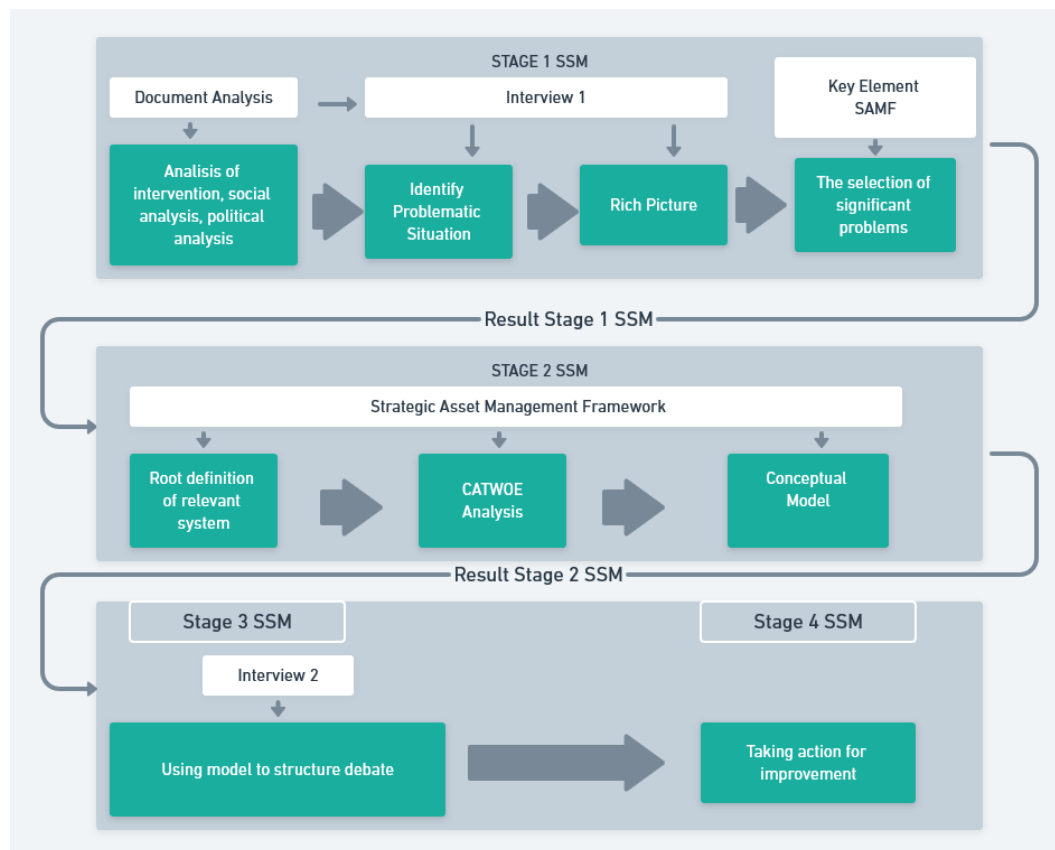 STAGE 1 SSM
Document Analysis
Interview 1
Key Element
SAMF
Analisis of
intervention, social
analysis, political
analysis
Identify
Problematic
Situation
Rich Picture
The selection of
significant
problems
Result Stage 1 SSM
STAGE 2 SSM
Strategic Asset Management Framework
Root definition
of relevant
system
CATWOE
Analysis
Conceptual
Model
Result Stage 2 SSM
Stage 3 SSM
Stage 4 SSM
Interview 2
Using model to structure debate
Taking action for
improvement